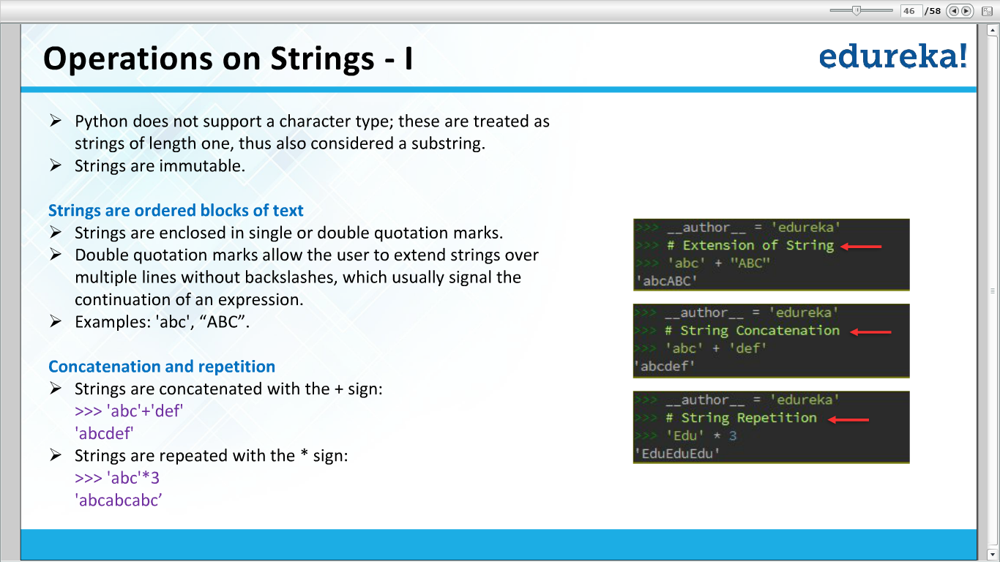 46 /58
Operations on Strings - I
edureka!
➢ Python does not support a character type; these are treated as
strings of length one, thus also considered a substring.
➢ Strings are immutable.
Strings are ordered blocks of text
➢ Strings are enclosed in single or double quotation marks.
➢ Double quotation marks allow the user to extend strings over
multiple lines without backslashes, which usually signal the
continuation of an expression.
➢ Examples: 'abc', “ABC”.
Concatenation and repetition
➢ Strings are concatenated with the + sign:
>>> 'abc'+'def'
'abcdef'
➢ Strings are repeated with the * sign:
>>> 'abc'*3
'abcabcabc’
>>> __author__ = 'edureka'
>>> # Extension of String
>>> 'abc' + "ABC"
'abcABC'
>>> __author__ = 'edureka'
>>> # String Concatenation
>>> 'abc' + 'def'
'abcdef'
>>> __author__ = 'edureka'
>>> # String Repetition
>>> 'Edu' * 3
'EduEduEdu'